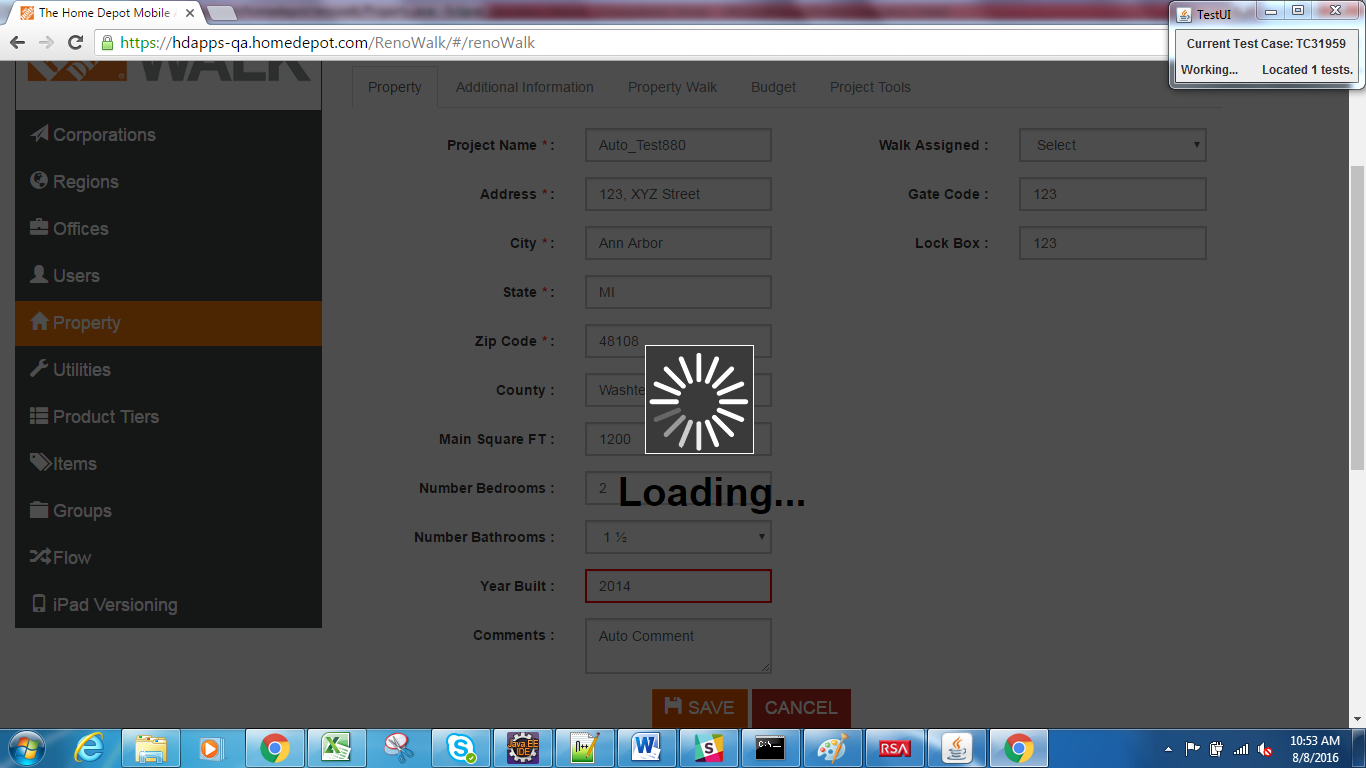 The Home Depot Mobile
TestUI
https://hdapps-qa.homedepot.com/RenoWalk/#/renoWalk
Current Test Case: TC31959
Working... Located 1 tests.
WALK
Property Additional Information Property Walk Budget Project Tools
Corporations
Regions
Offices
Users
Property
Utilities
Product Tiers
Items
Groups
Flow
iPad Versioning
Project Name *: Auto_Test880
Address *: 123, XYZ Street
City *: Ann Arbor
State *: MI
Zip Code *: 48108
County : Washte
Main Square FT : 1200
Number Bedrooms : 2
Number Bathrooms : 1 ½
Year Built : 2014
Comments : Auto Comment
Walk Assigned : Select
Gate Code : 123
Lock Box : 123
Loading...
SAVE CANCEL
Java EE
IDE
RSA
C:\
10:53 AM
8/8/2016